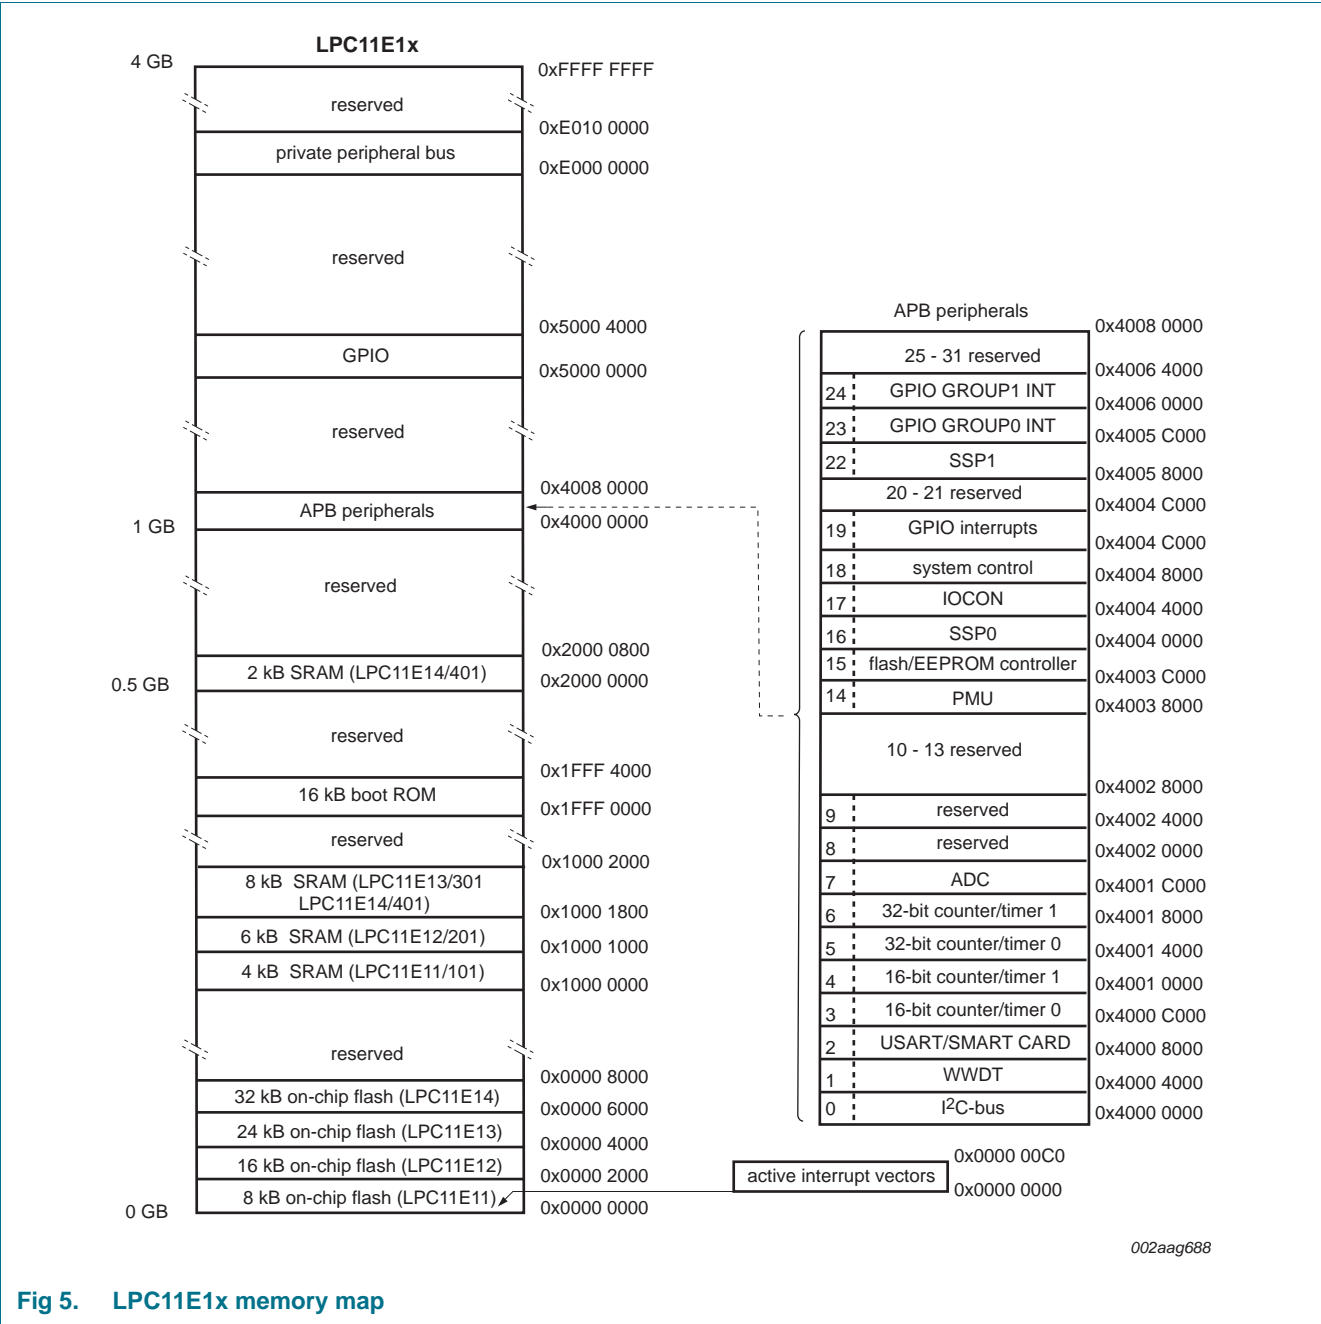 LPC11E1x
4 GB
0xFFFF FFFF
reserved
0xE010 0000
private peripheral bus
0xE000 0000
reserved
0x5000 4000
GPIO
0x5000 0000
reserved
0x4008 0000
APB peripherals
1 GB
0x4000 0000
reserved
0x2000 0800
2 kB SRAM (LPC11E14/401)
0.5 GB
0x2000 0000
reserved
0x1FFF 4000
16 kB boot ROM
0x1FFF 0000
reserved
0x1000 2000
8 kB SRAM (LPC11E13/301
LPC11E14/401)
0x1000 1800
6 kB SRAM (LPC11E12/201)
0x1000 1000
4 kB SRAM (LPC11E11/101)
0x1000 0000
reserved
0x0000 8000
32 kB on-chip flash (LPC11E14)
0x0000 6000
24 kB on-chip flash (LPC11E13)
0x0000 4000
16 kB on-chip flash (LPC11E12)
0x0000 2000
8 kB on-chip flash (LPC11E11)
0 GB
0x0000 0000
APB peripherals
0x4008 0000
25 - 31 reserved
0x4006 4000
24 GPIO GROUP1 INT
0x4006 0000
23 GPIO GROUP0 INT
0x4005 C000
22 SSP1
0x4005 8000
20 - 21 reserved
0x4004 C000
19 GPIO interrupts
0x4004 C000
18 system control
0x4004 8000
17 IOCON
0x4004 4000
16 SSP0
0x4004 0000
15 flash/EEPROM controller
0x4003 C000
14 PMU
0x4003 8000
10 - 13 reserved
0x4002 8000
9 reserved
0x4002 4000
8 reserved
0x4002 0000
7 ADC
0x4001 C000
6 32-bit counter/timer 1
0x4001 8000
5 32-bit counter/timer 0
0x4001 4000
4 16-bit counter/timer 1
0x4001 0000
3 16-bit counter/timer 0
0x4000 C000
2 USART/SMART CARD
0x4000 8000
1 WWDT
0x4000 4000
0 I2C-bus
0x4000 0000
0x0000 00C0
active interrupt vectors
0x0000 0000
002aag688
Fig 5. LPC11E1x memory map